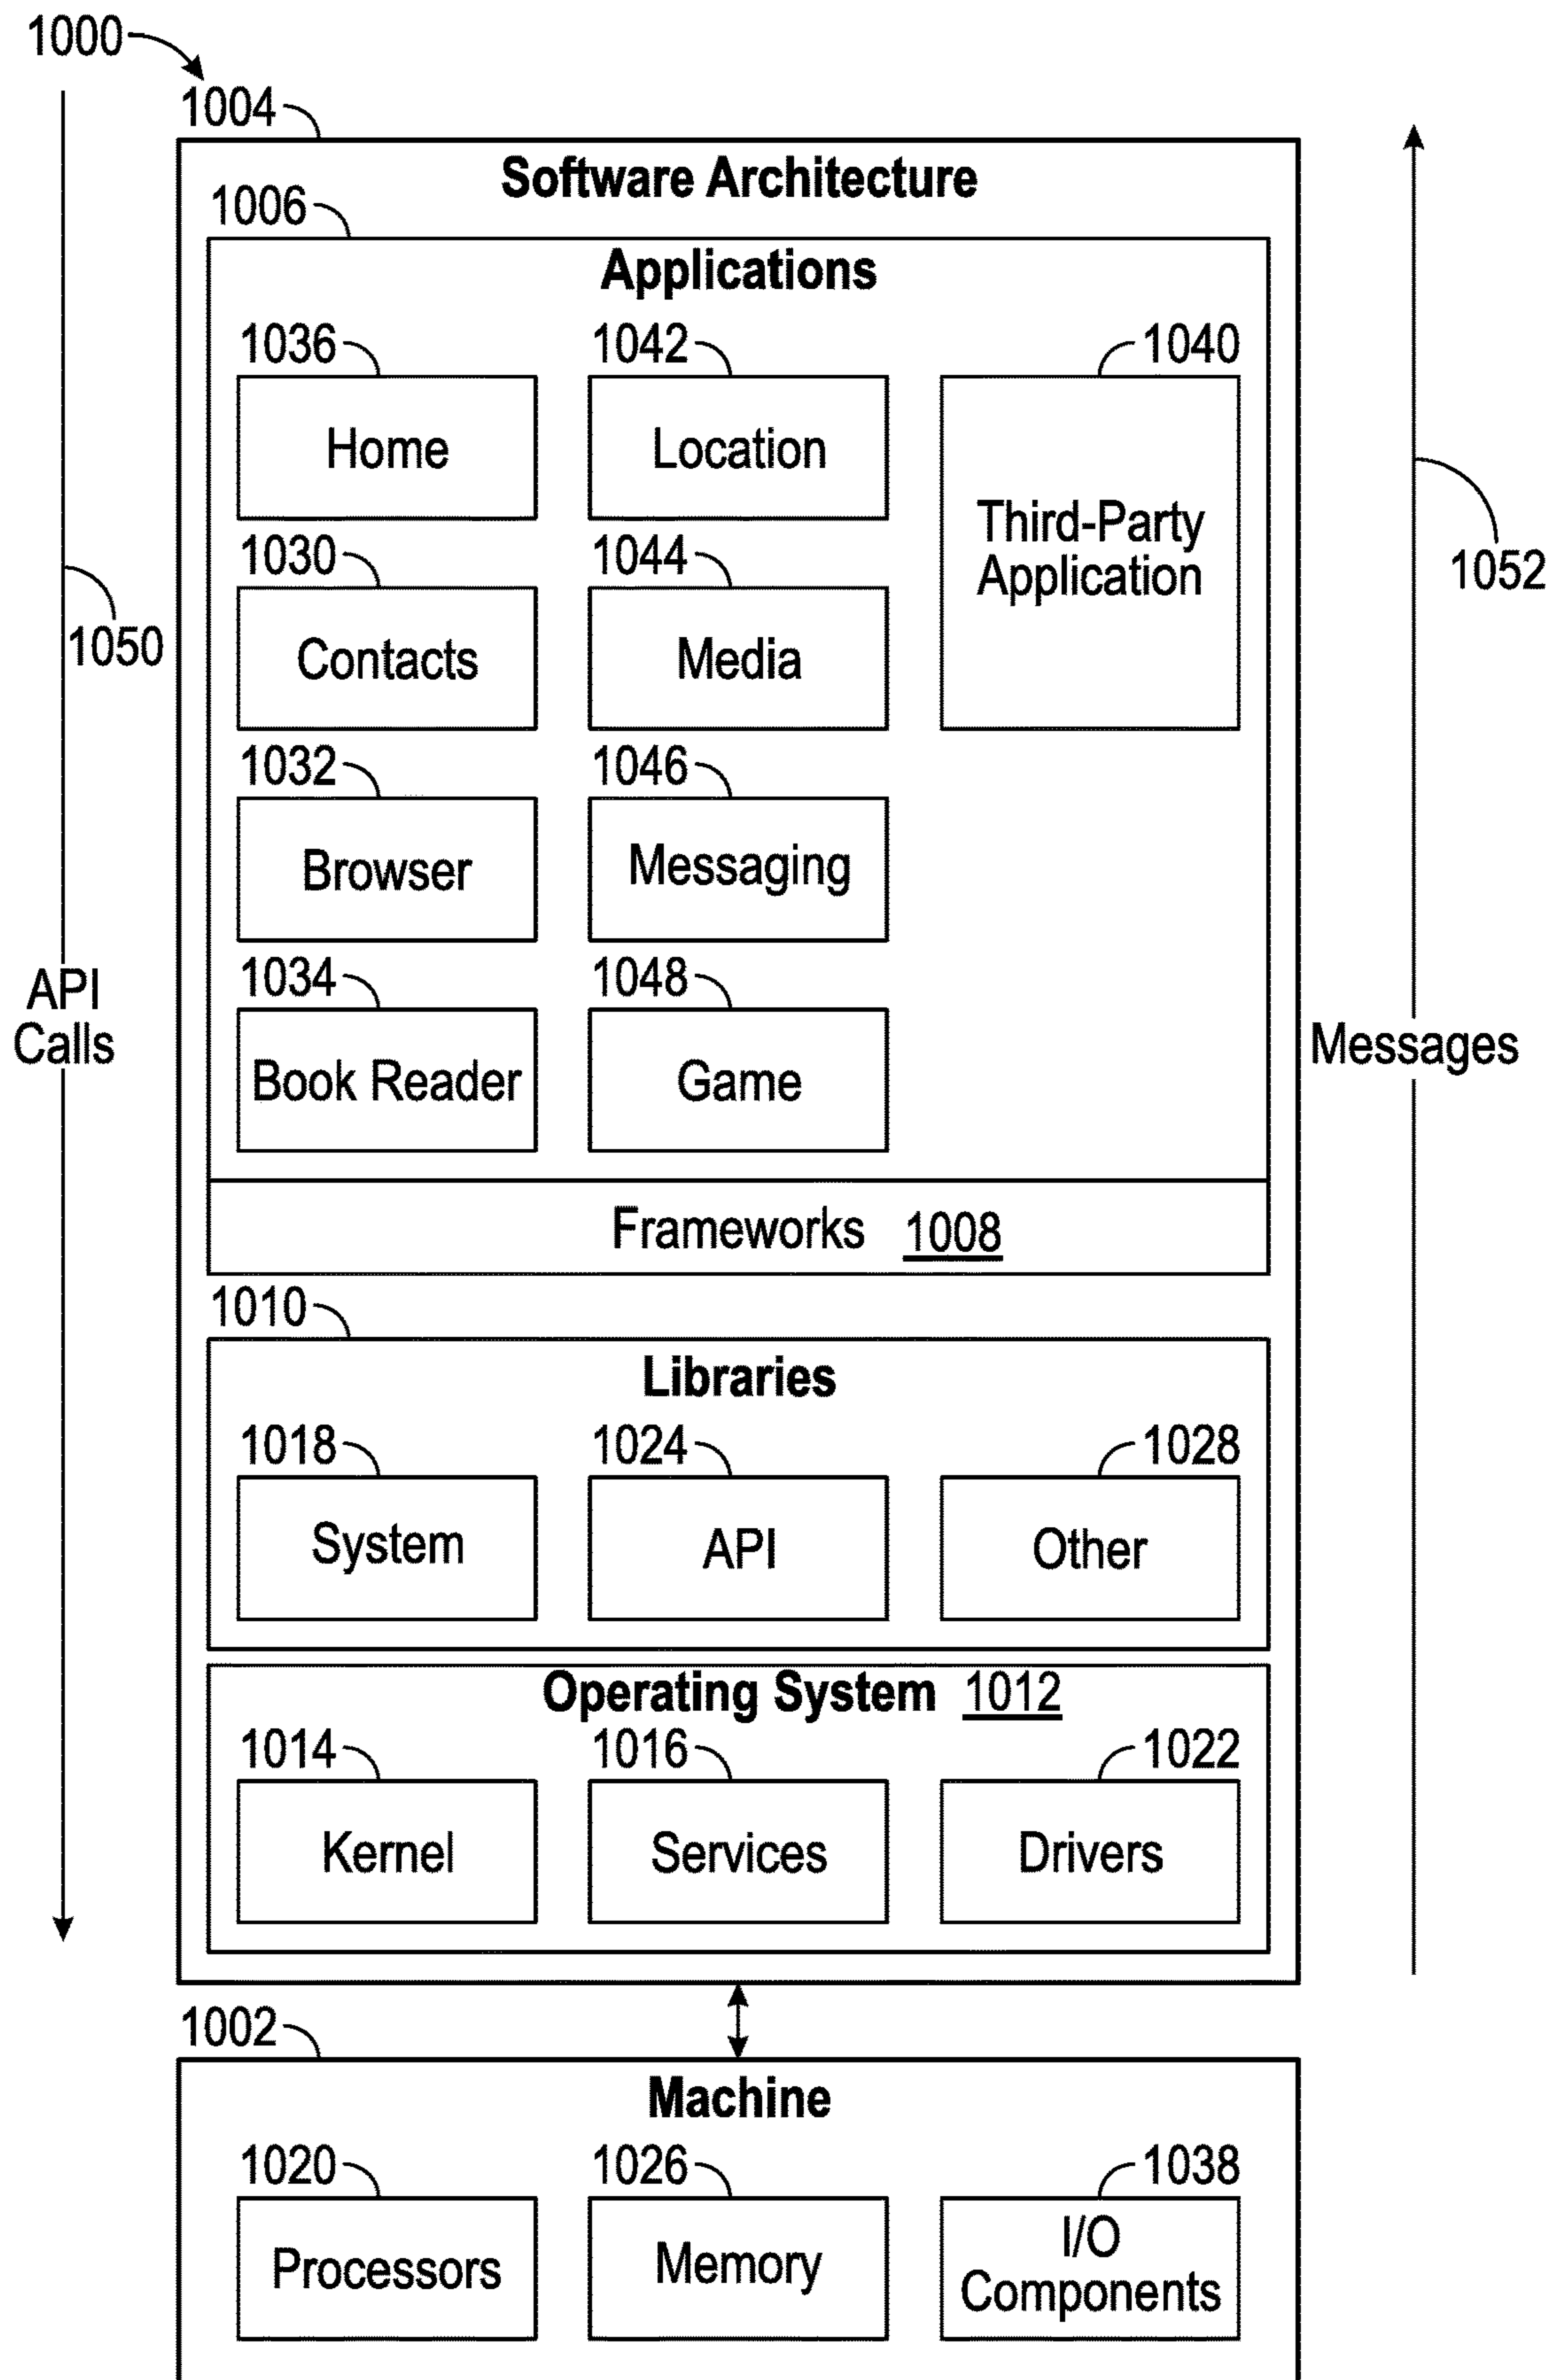 1000
1004
Software Architecture
1006
Applications
1036 1042 1040
Home Location
Third-Party
Application
1052
1030 1044
1050
Contacts Media
1032 1046
Browser Messaging
1034 1048
API
Calls
Messages
Book Reader Game
Frameworks 1008
1010
Libraries
1018 1024 1028
System API Other
Operating System 1012
1014 1016 1022
Kernel Services Drivers
1002
Machine
1020 1026 1038
Processors Memory
I/O
Components